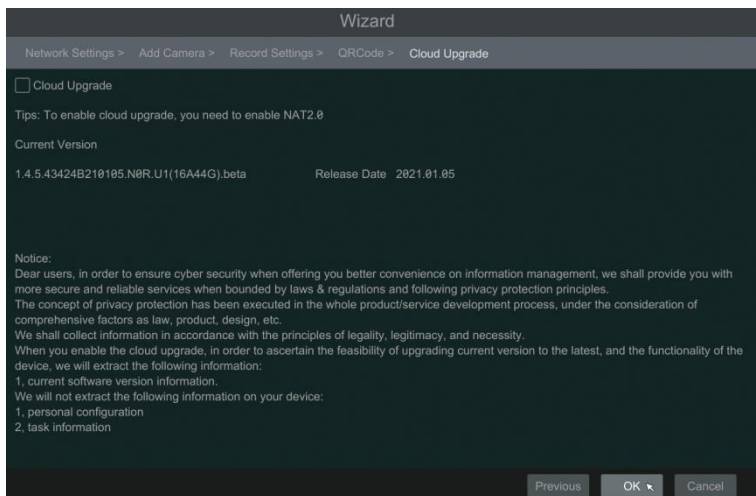 Wizard
Network Settings > Add Camera > Record Settings > QRCode > Cloud Upgrade
Cloud Upgrade
Tips: To enable cloud upgrade, you need to enable NAT2.0
Current Version
1.4.5.43424B210105.N0R.U1(16A44G).beta Release Date 2021.01.05
Notice:
Dear users, in order to ensure cyber security when offering you better convenience on information management, we shall provide you with
more secure and reliable services when bounded by laws & regulations and following privacy protection principles.
The concept of privacy protection has been executed in the whole product/service development process, under the consideration of
comprehensive factors as law, product, design, etc.
We shall collect information in accordance with the principles of legality, legitimacy, and necessity.
When you enable the cloud upgrade, in order to ascertain the feasibility of upgrading current version to the latest, and the functionality of the
device, we will extract the following information:
1, current software version information.
We will not extract the following information on your device:
1, personal configuration
2, task information
Previous OK Cancel